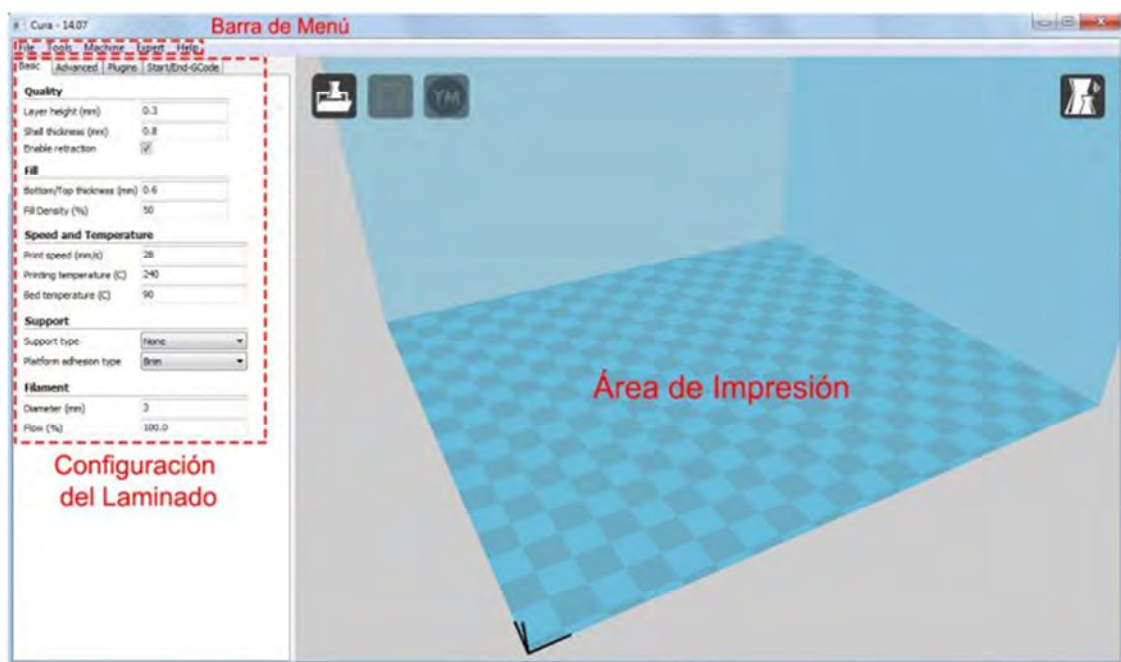 Cura - 14.07
Barra de Menú
File Tools Machine Expert Help
Basic Advanced Plugins Start/End-GCode
Quality
Layer height (mm) 0.3
Shell thickness (mm) 0.8
Enable retraction
Fill
Bottom/Top thickness (mm) 0.6
Fill Density (%) 50
Speed and Temperature
Print speed (mm/s) 28
Printing temperature (C) 240
Bed temperature (C) 90
Support
Support type None
Platform adhesion type Brim
Filament
Diameter (mm) 3
Flow (%) 100.0
Configuración
del Laminado
YM
Área de Impresión